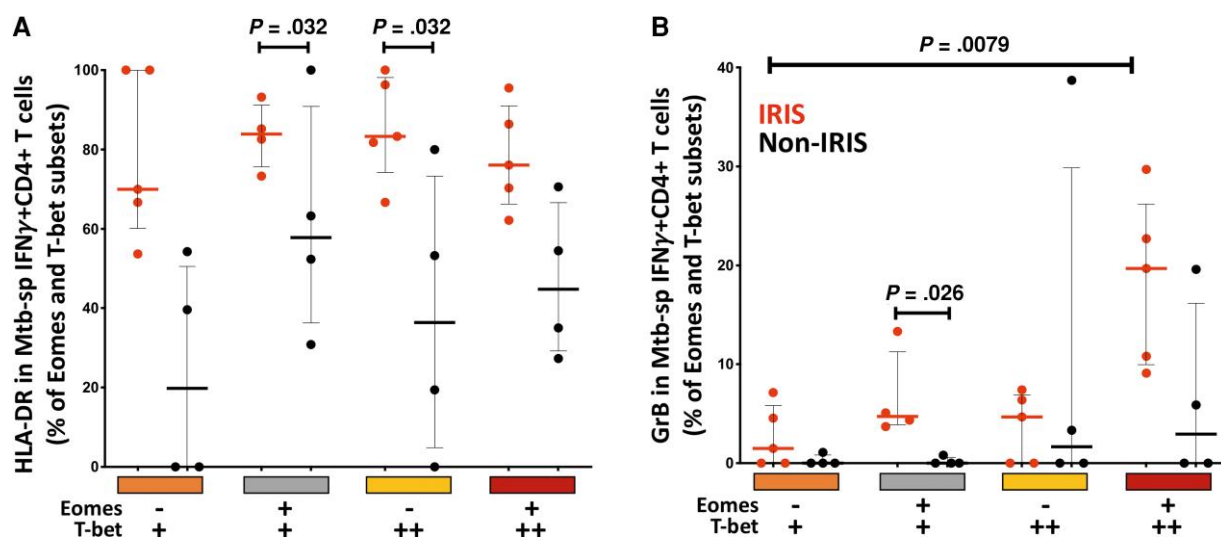 A
P = .032
P = .032
HLA-DR in Mtb-sp IFNγ+CD4+ T cells
(% of Eomes and T-bet subsets)
100
80
60
40
20
0
Eomes - + - +
T-bet + + ++ ++
B
P = .0079
GrB in Mtb-sp IFNγ+CD4+ T cells
(% of Eomes and T-bet subsets)
40
30
20
10
0
IRIS
Non-IRIS
P = .026
Eomes - + - +
T-bet + + ++ ++